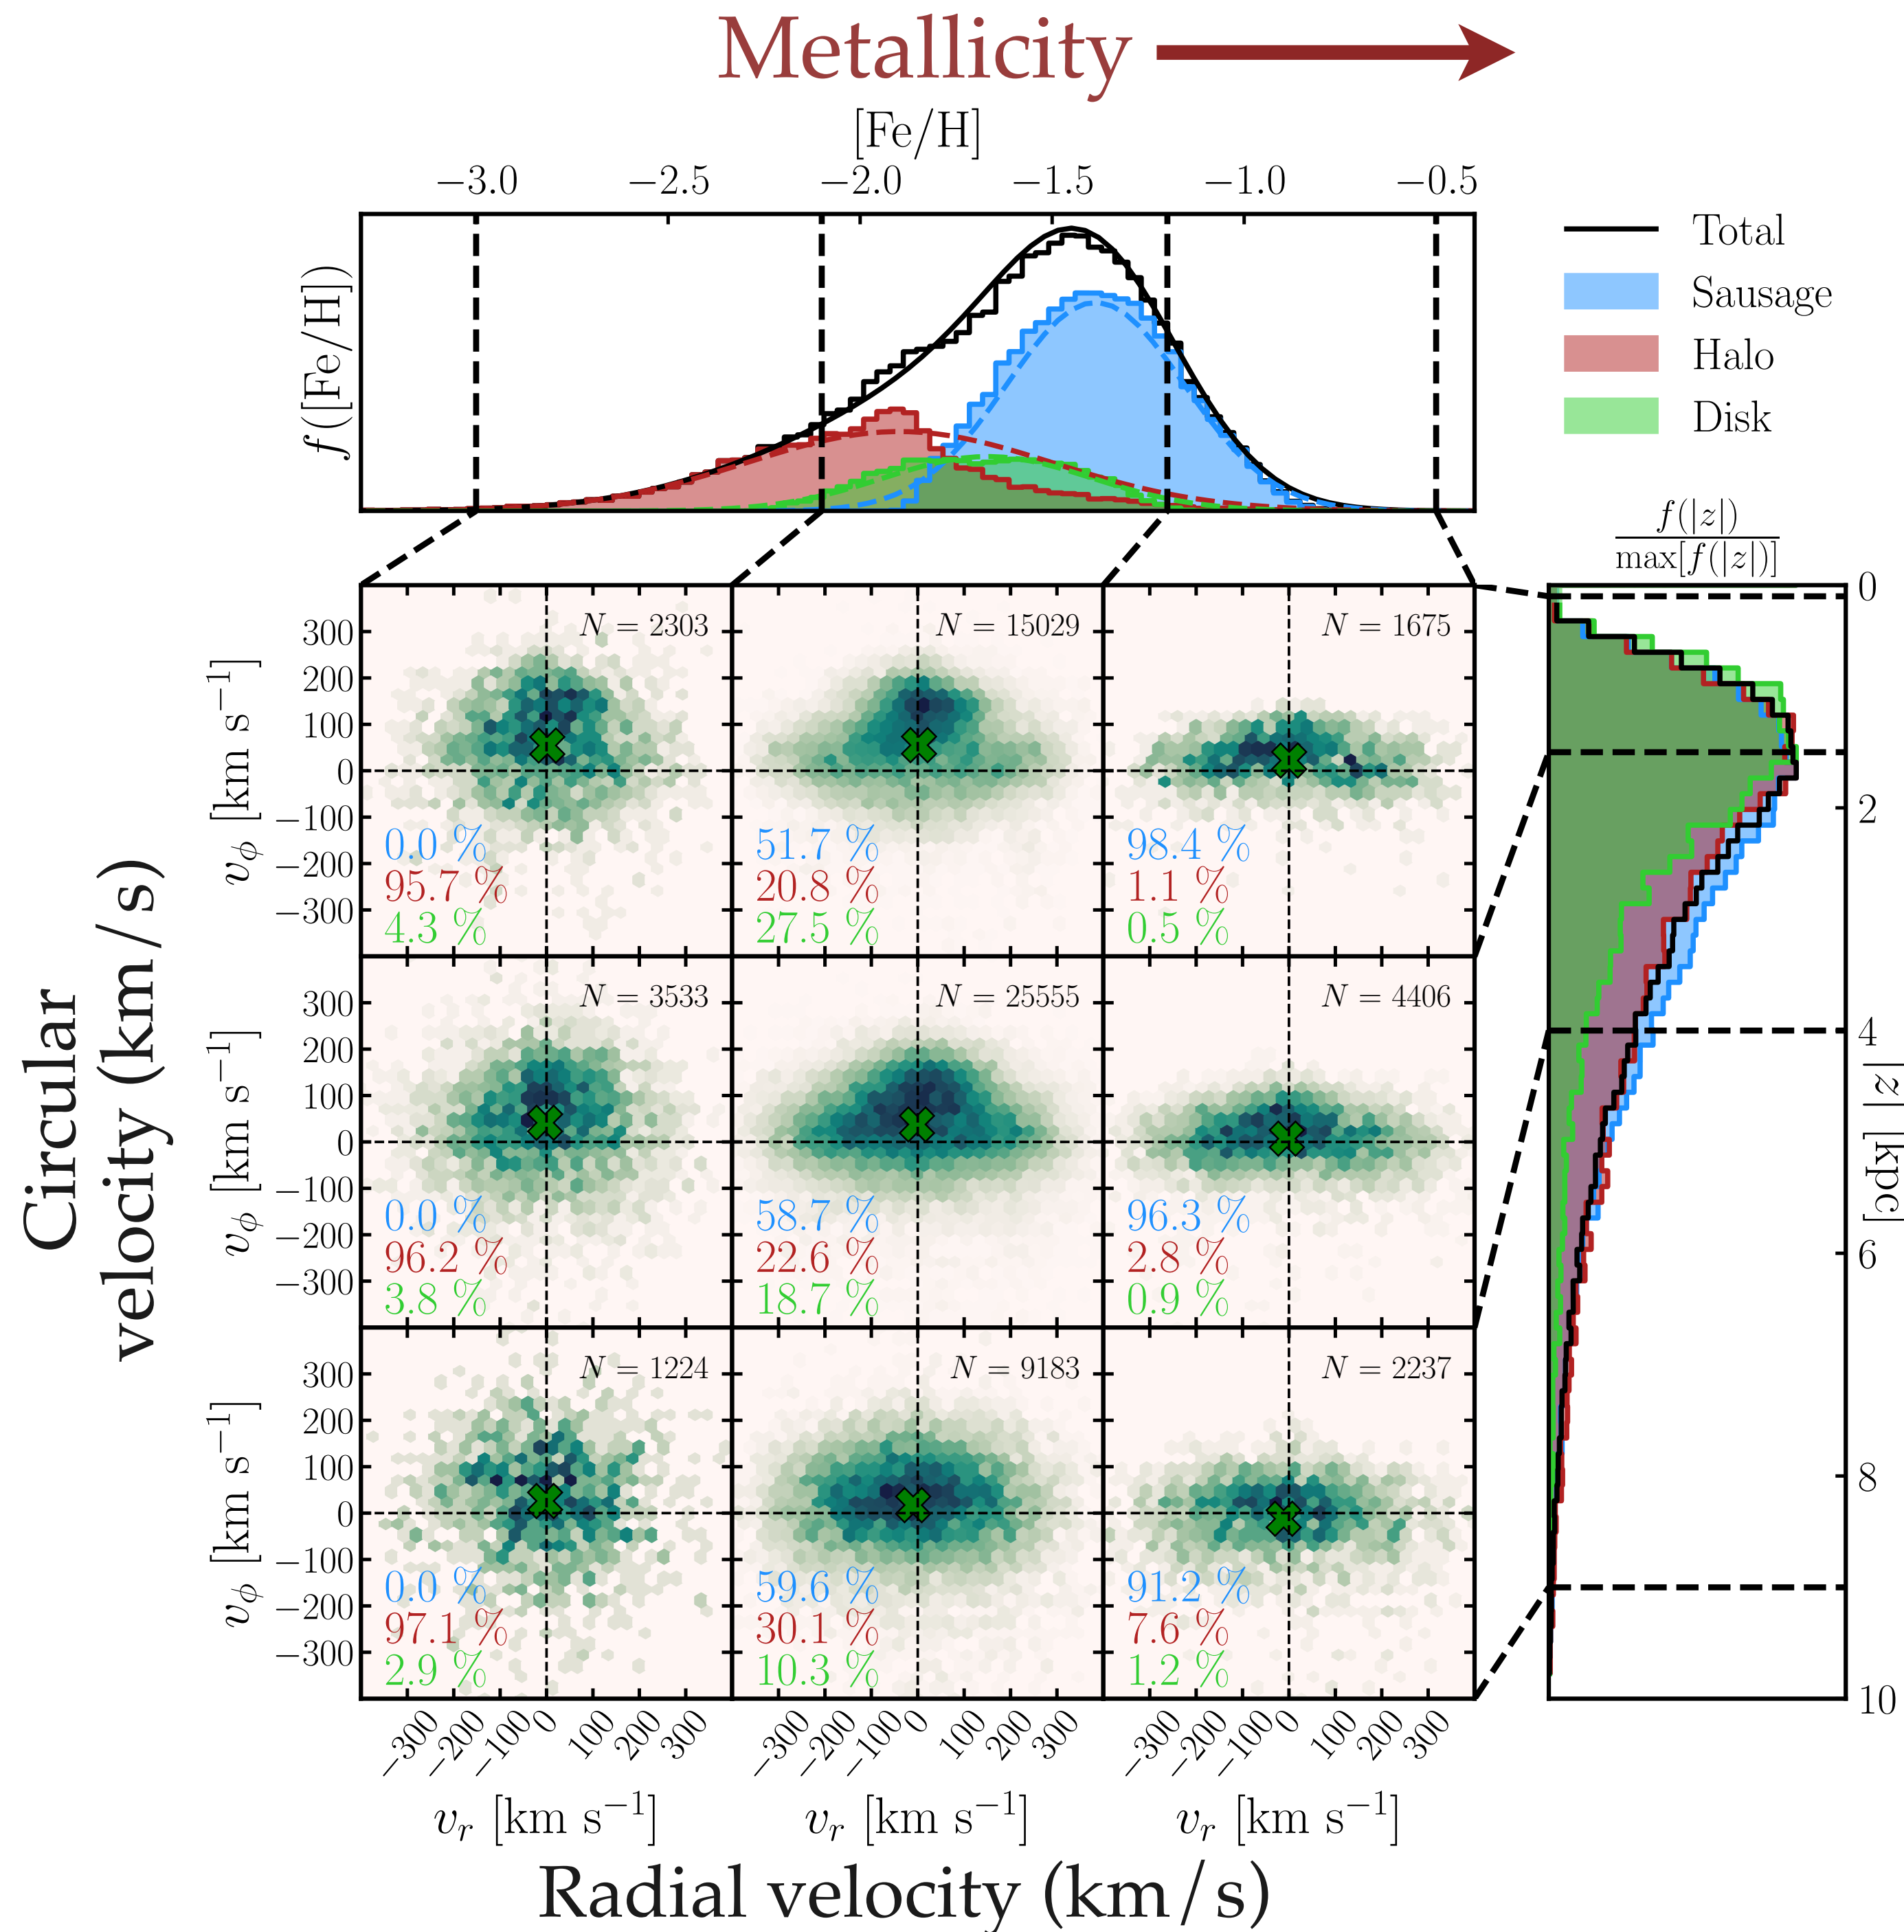 Metallicity
[Fe/H]
−3.0 −2.5 −2.0 −1.5 −1.0 −0.5
f([Fe/H])
Total
Sausage
Halo
Disk
f(|z|)
max[f(|z|)]
0
2
4
6
8
10
|z| [kpc]
Circular
velocity (km/s)
v_ϕ [km s⁻¹]
300
200
100
0
−100
−200
−300
N = 2303
0.0 %
95.7 %
4.3 %
N = 15029
51.7 %
20.8 %
27.5 %
N = 1675
98.4 %
1.1 %
0.5 %
v_ϕ [km s⁻¹]
300
200
100
0
−100
−200
−300
N = 3533
0.0 %
96.2 %
3.8 %
N = 25555
58.7 %
22.6 %
18.7 %
N = 4406
96.3 %
2.8 %
0.9 %
v_ϕ [km s⁻¹]
300
200
100
0
−100
−200
−300
N = 1224
0.0 %
97.1 %
2.9 %
N = 9183
59.6 %
30.1 %
10.3 %
N = 2237
91.2 %
7.6 %
1.2 %
−300 −200 −100 0 100 200 300
−300 −200 −100 0 100 200 300
−300 −200 −100 0 100 200 300
v_r [km s⁻¹]
v_r [km s⁻¹]
v_r [km s⁻¹]
Radial velocity (km/s)